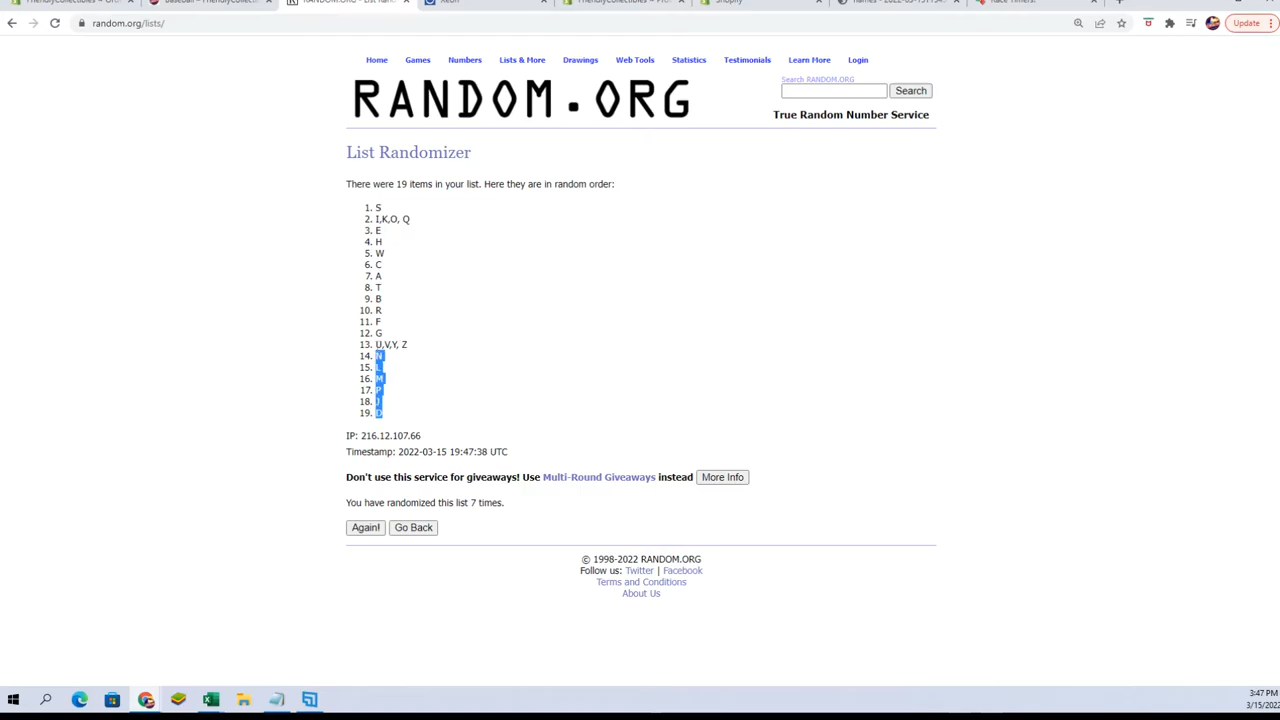 random.org/lists/
Update
Home Games Numbers Lists & More Drawings Web Tools Statistics Testimonials Learn More Login
Search RANDOM.ORG
RANDOM.ORG
Search
True Random Number Service
List Randomizer
There were 19 items in your list. Here they are in random order:
1. S
2. I,K,O, Q
3. E
4. H
5. W
6. C
7. A
8. T
9. B
10. R
11. F
12. G
13. U,V,Y, Z
14. N
15. L
16. M
17. P
18. J
19. D
IP: 216.12.107.66
Timestamp: 2022-03-15 19:47:38 UTC
Don't use this service for giveaways! Use Multi-Round Giveaways instead More Info
You have randomized this list 7 times.
Again! Go Back
© 1998-2022 RANDOM.ORG
Follow us: Twitter | Facebook
Terms and Conditions
About Us
3:47 PM
3/15/2022